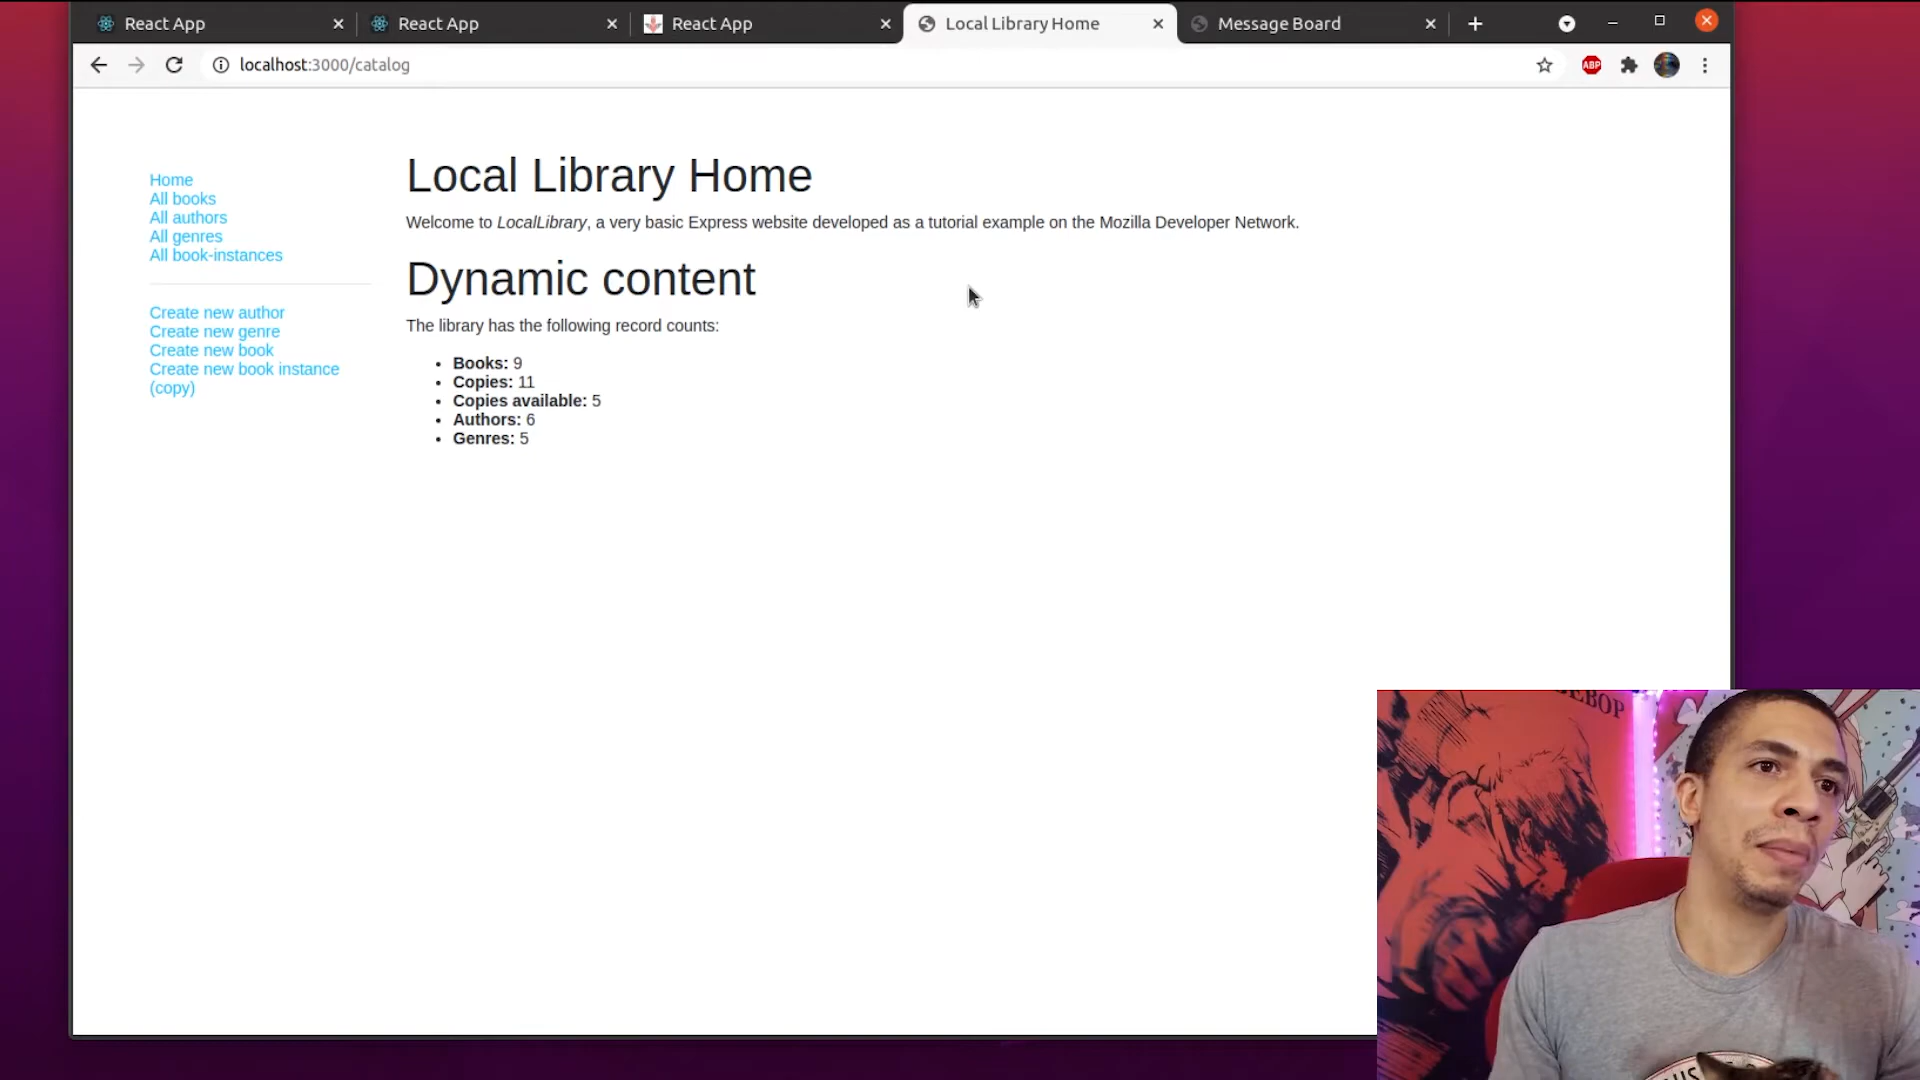 React App
React App
React App
Local Library Home
Message Board
localhost:3000/catalog
ABP
Home
All books
All authors
All genres
All book-instances
Create new author
Create new genre
Create new book
Create new book instance
(copy)
Local Library Home
Welcome to LocalLibrary, a very basic Express website developed as a tutorial example on the Mozilla Developer Network.
Dynamic content
The library has the following record counts:
• Books: 9
• Copies: 11
• Copies available: 5
• Authors: 6
• Genres: 5
EBOP